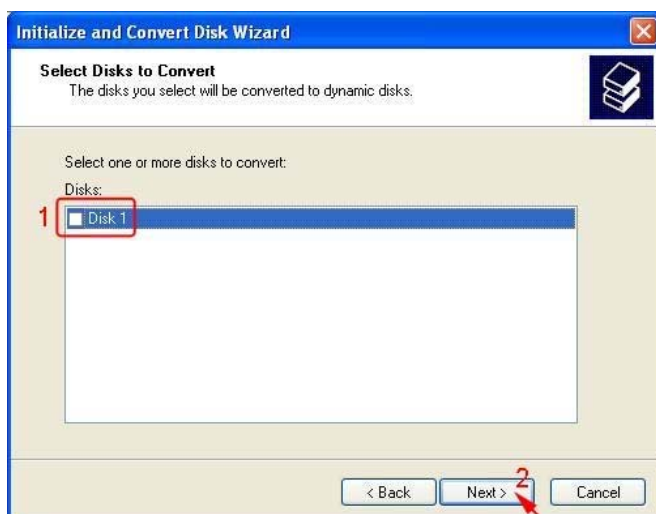 Initialize and Convert Disk Wizard
Select Disks to Convert
The disks you select will be converted to dynamic disks.
Select one or more disks to convert:
Disks:
1 Disk 1
2
< Back Next > Cancel